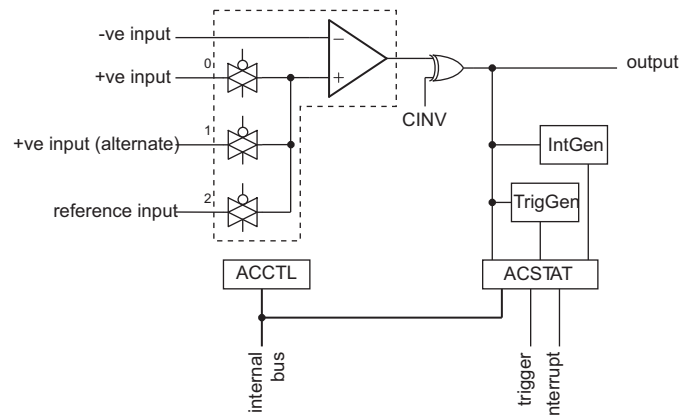 -ve input
0
+ve input
output
CINV
1
+ve input (alternate)
IntGen
2
reference input
TrigGen
ACCTL
ACSTAT
internal
bus
trigger
nterrupt